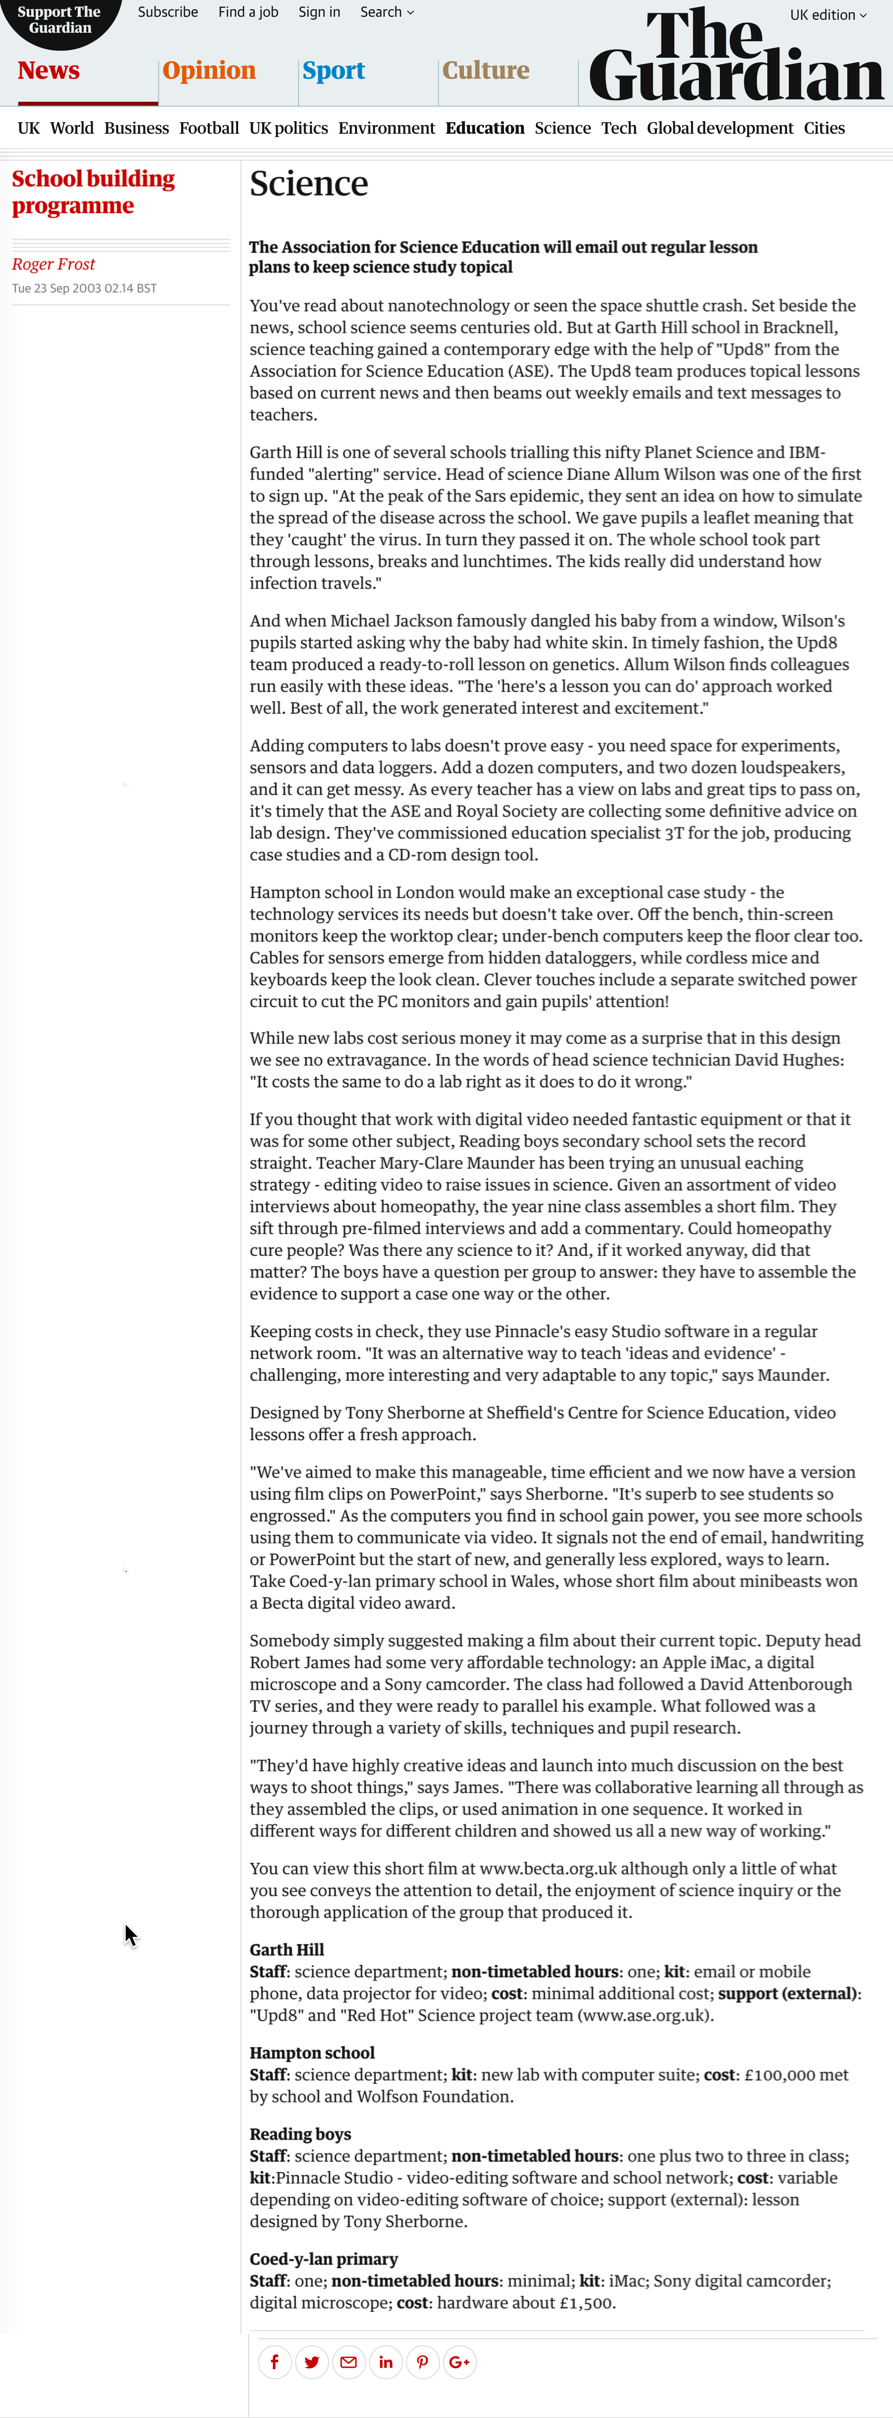 Support The
Guardian
Subscribe
Find a job
Sign in
Search
UK edition
The
Guardian
News
Opinion
Sport
Culture
UK World Business Football UK politics Environment Education Science Tech Global development Cities
School building
programme
Roger Frost
Tue 23 Sep 2003 02.14 BST
Science
The Association for Science Education will email out regular lesson
plans to keep science study topical
You've read about nanotechnology or seen the space shuttle crash. Set beside the
news, school science seems centuries old. But at Garth Hill school in Bracknell,
science teaching gained a contemporary edge with the help of "Upd8" from the
Association for Science Education (ASE). The Upd8 team produces topical lessons
based on current news and then beams out weekly emails and text messages to
teachers.
Garth Hill is one of several schools trialling this nifty Planet Science and IBM-
funded "alerting" service. Head of science Diane Allum Wilson was one of the first
to sign up. "At the peak of the Sars epidemic, they sent an idea on how to simulate
the spread of the disease across the school. We gave pupils a leaflet meaning that
they 'caught' the virus. In turn they passed it on. The whole school took part
through lessons, breaks and lunchtimes. The kids really did understand how
infection travels."
And when Michael Jackson famously dangled his baby from a window, Wilson's
pupils started asking why the baby had white skin. In timely fashion, the Upd8
team produced a ready-to-roll lesson on genetics. Allum Wilson finds colleagues
run easily with these ideas. "The 'here's a lesson you can do' approach worked
well. Best of all, the work generated interest and excitement."
Adding computers to labs doesn't prove easy - you need space for experiments,
sensors and data loggers. Add a dozen computers, and two dozen loudspeakers,
and it can get messy. As every teacher has a view on labs and great tips to pass on,
it's timely that the ASE and Royal Society are collecting some definitive advice on
lab design. They've commissioned education specialist 3T for the job, producing
case studies and a CD-rom design tool.
Hampton school in London would make an exceptional case study - the
technology services its needs but doesn't take over. Off the bench, thin-screen
monitors keep the worktop clear; under-bench computers keep the floor clear too.
Cables for sensors emerge from hidden dataloggers, while cordless mice and
keyboards keep the look clean. Clever touches include a separate switched power
circuit to cut the PC monitors and gain pupils' attention!
While new labs cost serious money it may come as a surprise that in this design
we see no extravagance. In the words of head science technician David Hughes:
"It costs the same to do a lab right as it does to do it wrong."
If you thought that work with digital video needed fantastic equipment or that it
was for some other subject, Reading boys secondary school sets the record
straight. Teacher Mary-Clare Maunder has been trying an unusual eaching
strategy - editing video to raise issues in science. Given an assortment of video
interviews about homeopathy, the year nine class assembles a short film. They
sift through pre-filmed interviews and add a commentary. Could homeopathy
cure people? Was there any science to it? And, if it worked anyway, did that
matter? The boys have a question per group to answer: they have to assemble the
evidence to support a case one way or the other.
Keeping costs in check, they use Pinnacle's easy Studio software in a regular
network room. "It was an alternative way to teach 'ideas and evidence' -
challenging, more interesting and very adaptable to any topic," says Maunder.
Designed by Tony Sherborne at Sheffield's Centre for Science Education, video
lessons offer a fresh approach.
"We've aimed to make this manageable, time efficient and we now have a version
using film clips on PowerPoint," says Sherborne. "It's superb to see students so
engrossed." As the computers you find in school gain power, you see more schools
using them to communicate via video. It signals not the end of email, handwriting
or PowerPoint but the start of new, and generally less explored, ways to learn.
Take Coed-y-lan primary school in Wales, whose short film about minibeasts won
a Becta digital video award.
Somebody simply suggested making a film about their current topic. Deputy head
Robert James had some very affordable technology: an Apple iMac, a digital
microscope and a Sony camcorder. The class had followed a David Attenborough
TV series, and they were ready to parallel his example. What followed was a
journey through a variety of skills, techniques and pupil research.
"They'd have highly creative ideas and launch into much discussion on the best
ways to shoot things," says James. "There was collaborative learning all through as
they assembled the clips, or used animation in one sequence. It worked in
different ways for different children and showed us all a new way of working."
You can view this short film at www.becta.org.uk although only a little of what
you see conveys the attention to detail, the enjoyment of science inquiry or the
thorough application of the group that produced it.
Garth Hill
Staff: science department; non-timetabled hours: one; kit: email or mobile
phone, data projector for video; cost: minimal additional cost; support (external):
"Upd8" and "Red Hot" Science project team (www.ase.org.uk).
Hampton school
Staff: science department; kit: new lab with computer suite; cost: £100,000 met
by school and Wolfson Foundation.
Reading boys
Staff: science department; non-timetabled hours: one plus two to three in class;
kit:Pinnacle Studio - video-editing software and school network; cost: variable
depending on video-editing software of choice; support (external): lesson
designed by Tony Sherborne.
Coed-y-lan primary
Staff: one; non-timetabled hours: minimal; kit: iMac; Sony digital camcorder;
digital microscope; cost: hardware about £1,500.